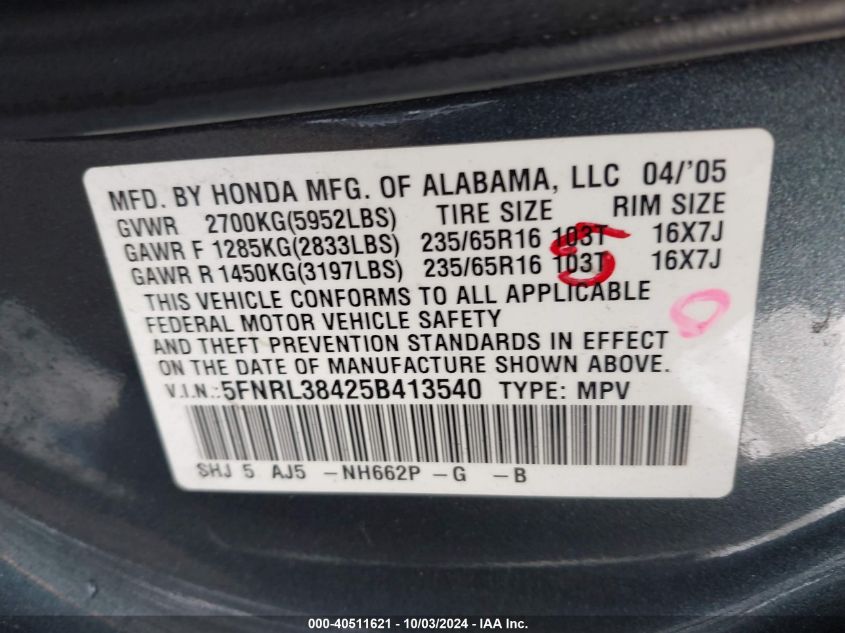 MFD. BY HONDA MFG. OF ALABAMA, LLC 04/'05
GVWR 2700KG(5952LBS) TIRE SIZE RIM SIZE
GAWR F 1285KG(2833LBS) 235/65R16 103T 16X7J
GAWR R 1450KG(3197LBS) 235/65R16 103T 16X7J
THIS VEHICLE CONFORMS TO ALL APPLICABLE
FEDERAL MOTOR VEHICLE SAFETY
AND THEFT PREVENTION STANDARDS IN EFFECT
ON THE DATE OF MANUFACTURE SHOWN ABOVE.
V.I.N.:5FNRL38425B413540 TYPE: MPV
SHJ 5 AJ5 -NH662P -G -B
000-40511621 - 10/03/2024 - IAA Inc.